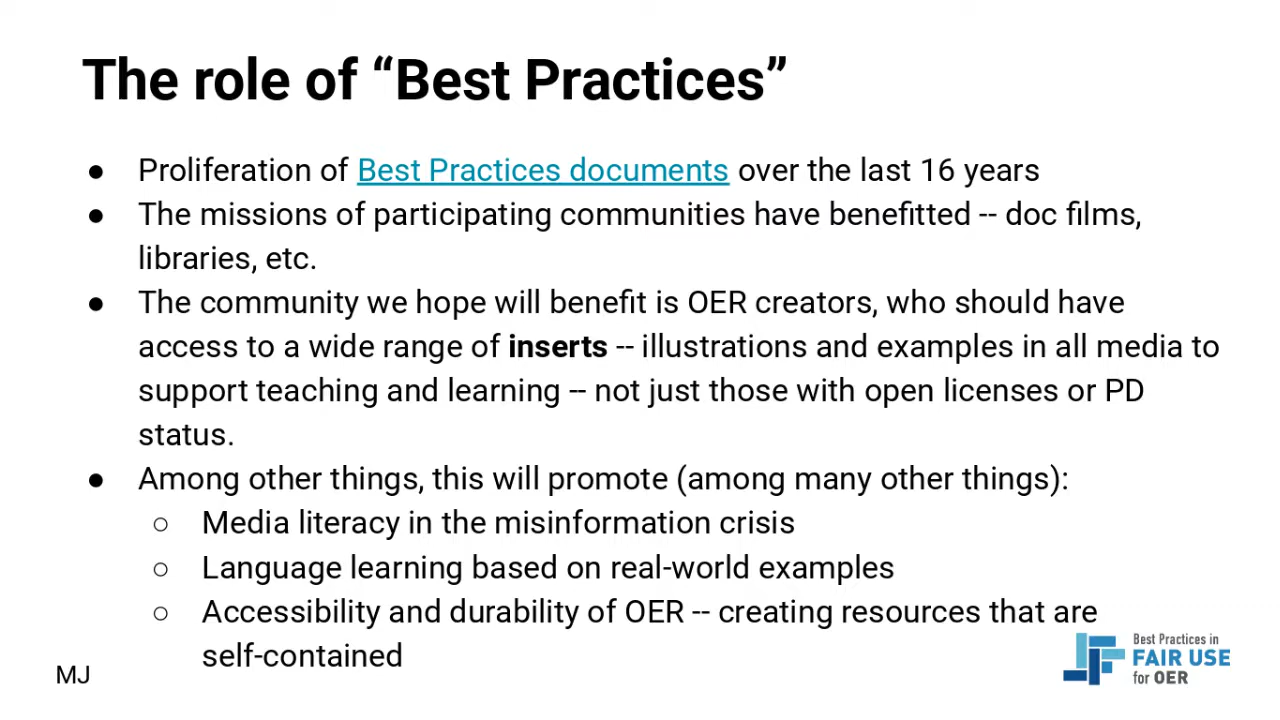 The role of “Best Practices”
● Proliferation of Best Practices documents over the last 16 years
● The missions of participating communities have benefitted -- doc films,
libraries, etc.
● The community we hope will benefit is OER creators, who should have
access to a wide range of inserts -- illustrations and examples in all media to
support teaching and learning -- not just those with open licenses or PD
status.
● Among other things, this will promote (among many other things):
○ Media literacy in the misinformation crisis
○ Language learning based on real-world examples
○ Accessibility and durability of OER -- creating resources that are
self-contained
MJ
Best Practices in
FAIR USE
for OER